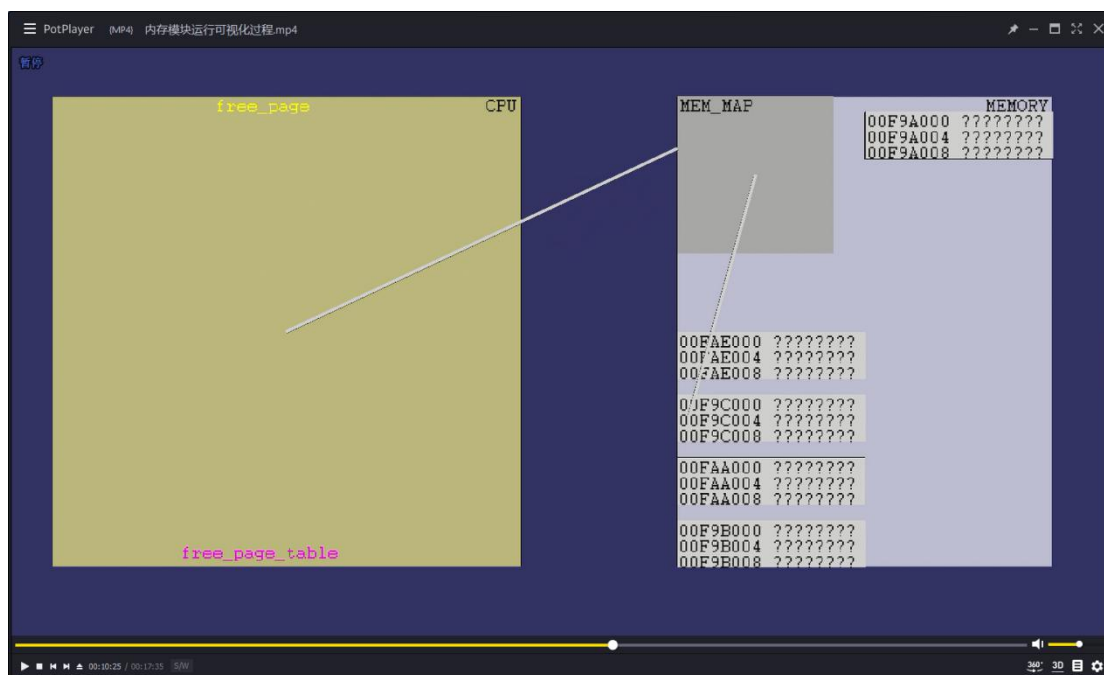 PotPlayer (MP4) 内存模块运行可视化过程.mp4
暂停
free_page CPU
MEM_MAP MEMORY
00F9A000 ????????
00F9A004 ????????
00F9A008 ????????
00FAE000 ????????
00FAE004 ????????
00FAE008 ????????
00F9C000 ????????
00F9C004 ????????
00F9C008 ????????
00FAA000 ????????
00FAA004 ????????
00FAA008 ????????
00F9B000 ????????
00F9B004 ????????
00F9B008 ????????
free_page_table
00:10:25 / 00:17:35 S/W
360° 3D